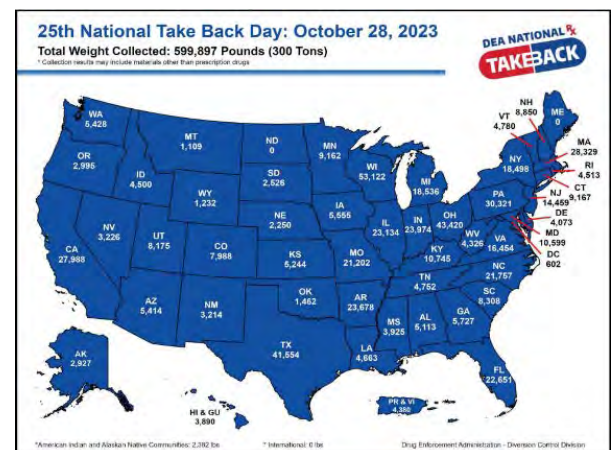 25th National Take Back Day: October 28, 2023
Total Weight Collected: 599,897 Pounds (300 Tons)
* Collection results may include materials other than prescription drugs
DEA NATIONAL Rx
TAKEBACK
WA
5,428
OR
2,995
ID
4,500
MT
1,109
ND
0
SD
2,526
WY
1,232
NE
2,250
NV
3,226
UT
8,175
CO
7,988
KS
5,244
CA
27,988
AZ
5,414
NM
3,214
OK
1,462
TX
41,554
MN
9,162
WI
53,122
IA
5,555
MO
21,202
AR
23,678
LA
4,663
MI
18,536
IL
23,134
IN
23,974
OH
43,420
KY
10,745
TN
4,752
MS
3,925
AL
5,113
GA
5,727
FL
22,651
SC
8,308
NC
21,757
VA
16,454
WV
4,326
PA
30,321
NY
18,498
VT
4,780
NH
8,850
ME
0
MA
28,329
RI
4,513
CT
9,167
NJ
14,459
DE
4,073
MD
10,599
DC
602
AK
2,927
HI & GU
3,890
PR & VI
4,380
*American Indian and Alaskan Native Communities: 2,382 lbs
* International: 6 lbs
Drug Enforcement Administration - Diversion Control Division